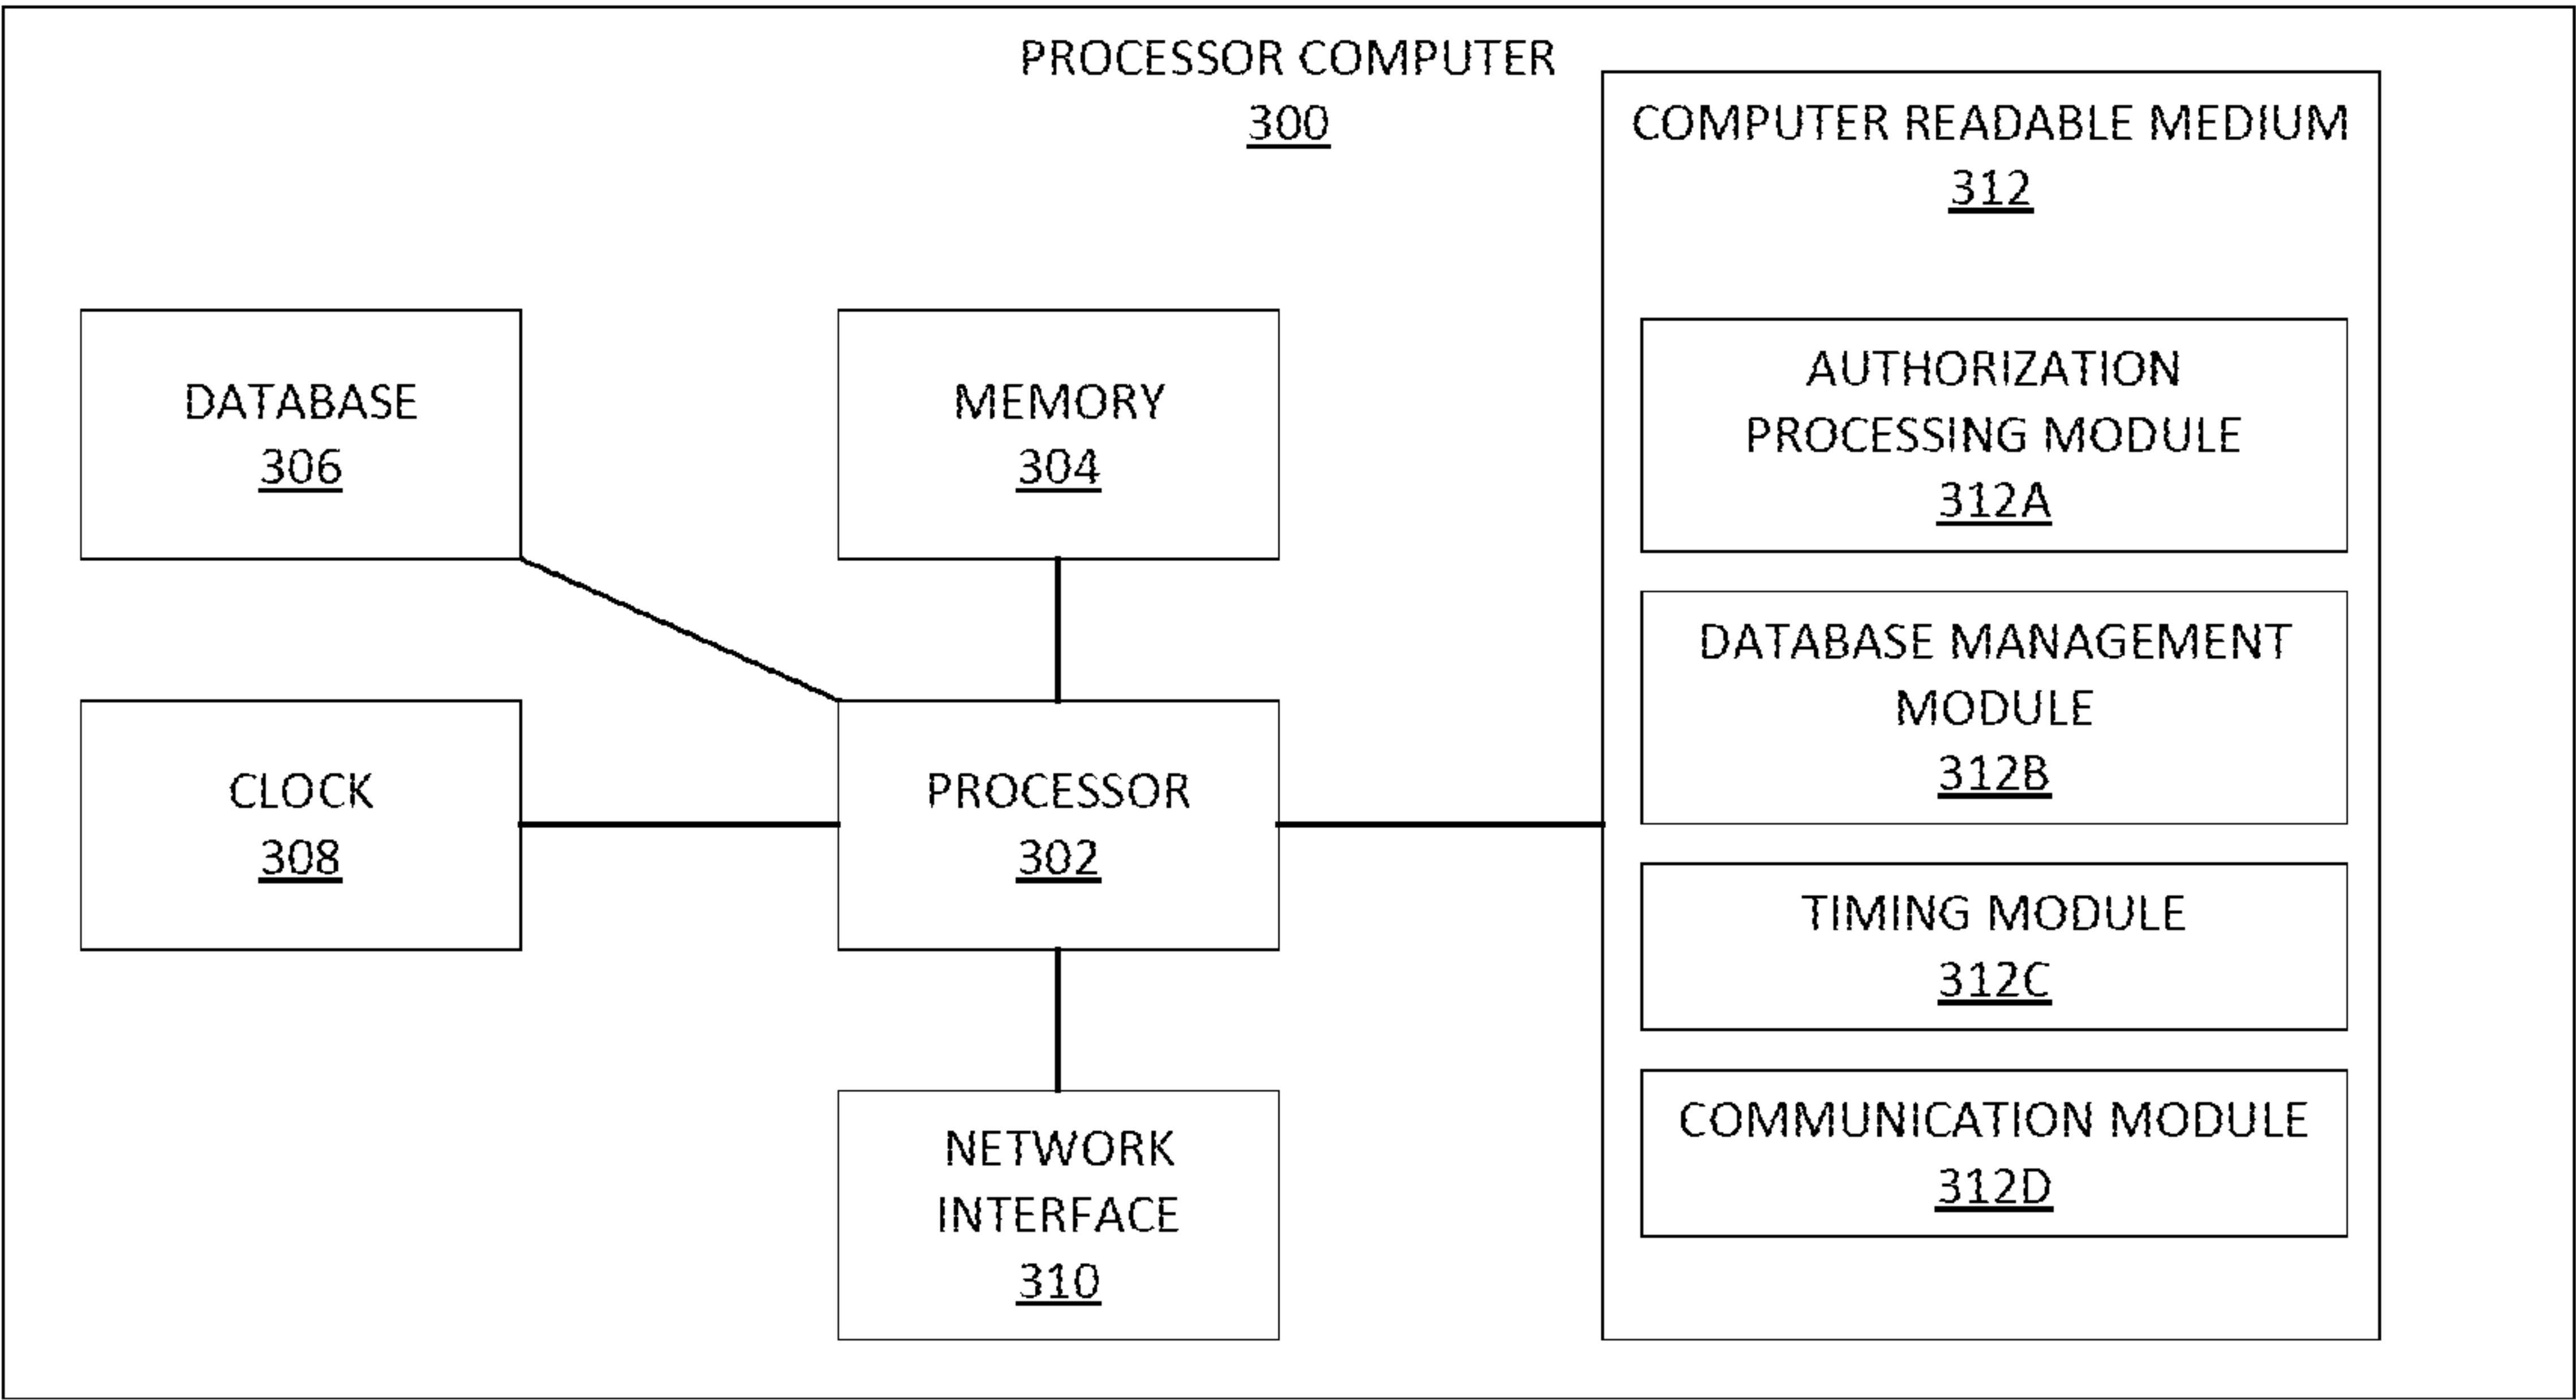 PROCESSOR COMPUTER
300
COMPUTER READABLE MEDIUM
312
DATABASE
306
MEMORY
304
AUTHORIZATION
PROCESSING MODULE
312A
DATABASE MANAGEMENT
MODULE
312B
CLOCK
308
PROCESSOR
302
TIMING MODULE
312C
NETWORK
INTERFACE
310
COMMUNICATION MODULE
312D